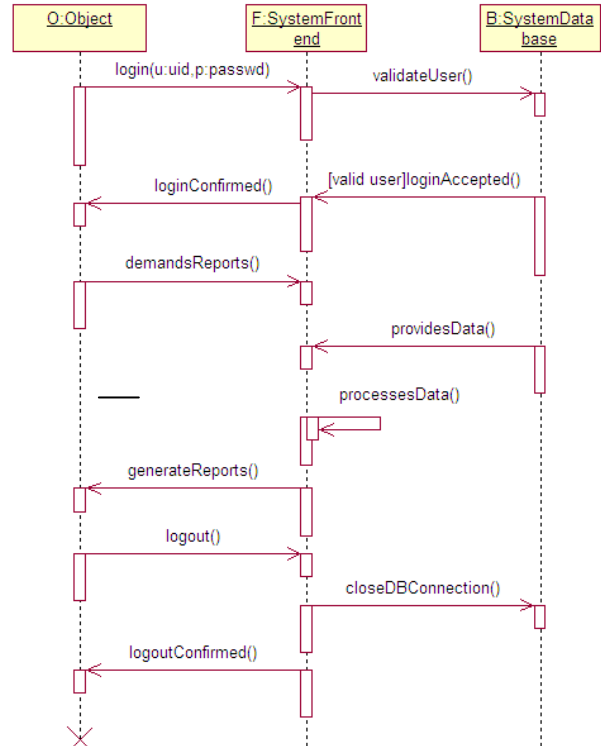 O:Object
F:SystemFront
end
B:SystemData
base
login(u:uid,p:passwd)
validateUser()
loginConfirmed()
[valid user]loginAccepted()
demandsReports()
providesData()
processesData()
generateReports()
logout()
closeDBConnection()
logoutConfirmed()